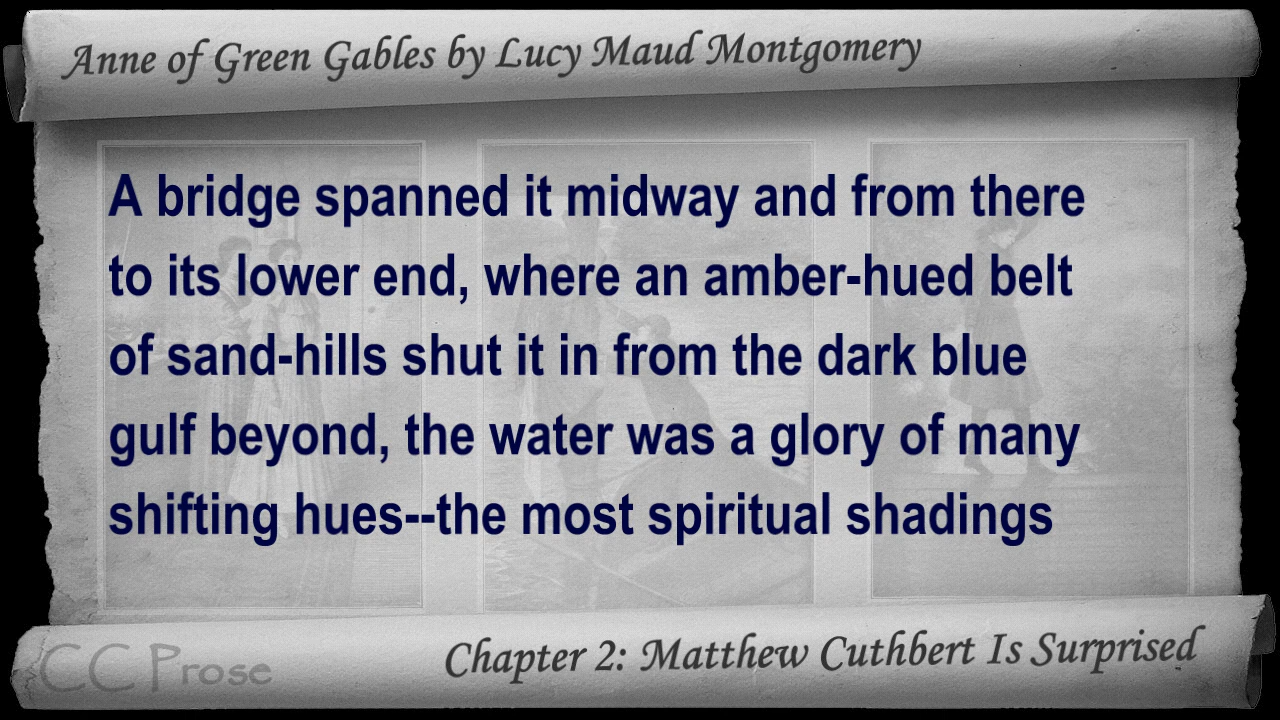 Anne of Green Gables by Lucy Maud Montgomery
A bridge spanned it midway and from there
to its lower end, where an amber-hued belt
of sand-hills shut it in from the dark blue
gulf beyond, the water was a glory of many
shifting hues--the most spiritual shadings
CC Prose
Chapter 2: Matthew Cuthbert Is Surprised